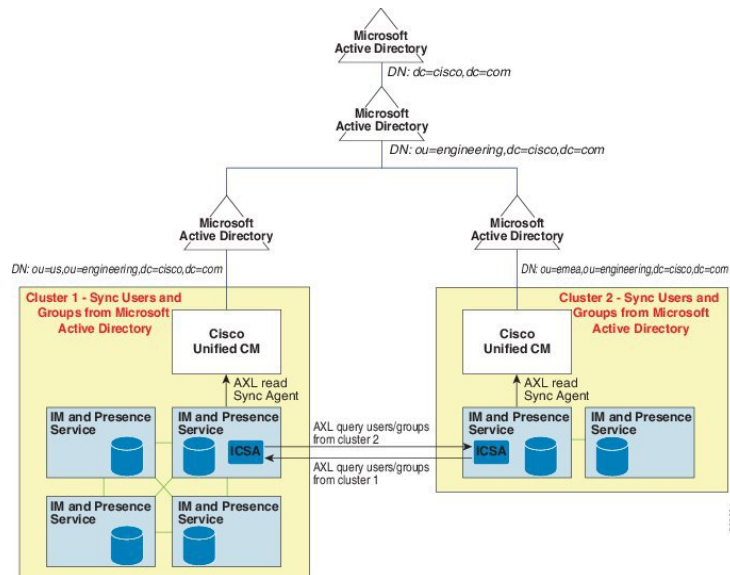 Microsoft
Active Directory
DN: dc=cisco,dc=com
Microsoft
Active Directory
DN: ou=engineering,dc=cisco,dc=com
Microsoft
Active Directory
Microsoft
Active Directory
DN: ou=us,ou=engineering,dc=cisco,dc=com
DN: ou=emea,ou=engineering,dc=cisco,dc=com
Cluster 1 - Sync Users and
Groups from Microsoft
Active Directory
Cisco
Unified CM
AXL read
Sync Agent
IM and Presence
Service
IM and Presence
Service
ICSA
IM and Presence
Service
IM and Presence
Service
AXL query users/groups
from cluster 2
AXL query users/groups
from cluster 1
Cluster 2 - Sync Users and
Groups from Microsoft
Active Directory
Cisco
Unified CM
AXL read
Sync Agent
IM and Presence
Service
ICSA
IM and Presence
Service